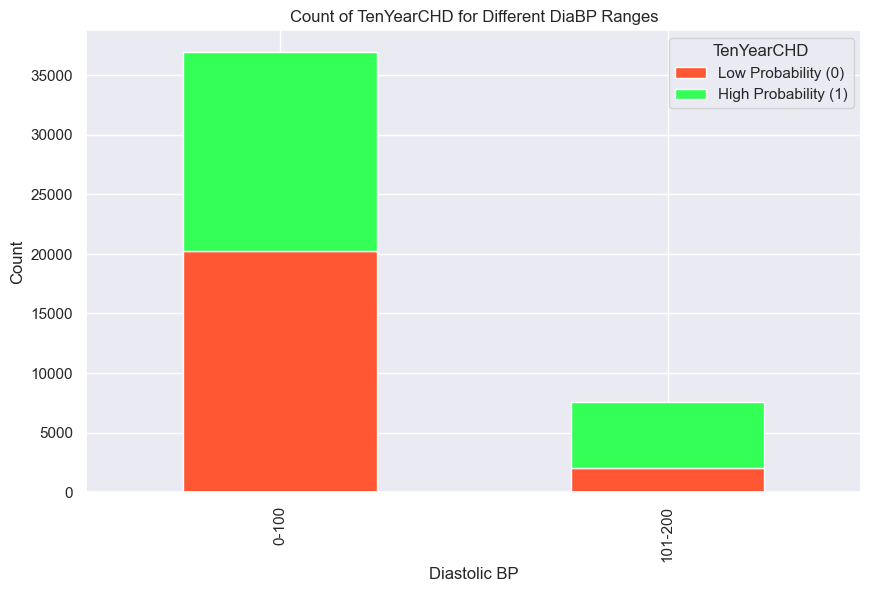 Count of TenYearCHD for Different DiaBP Ranges
TenYearCHD
Low Probability (0)
High Probability (1)
Count
35000
30000
25000
20000
15000
10000
5000
0
0-100
101-200
Diastolic BP